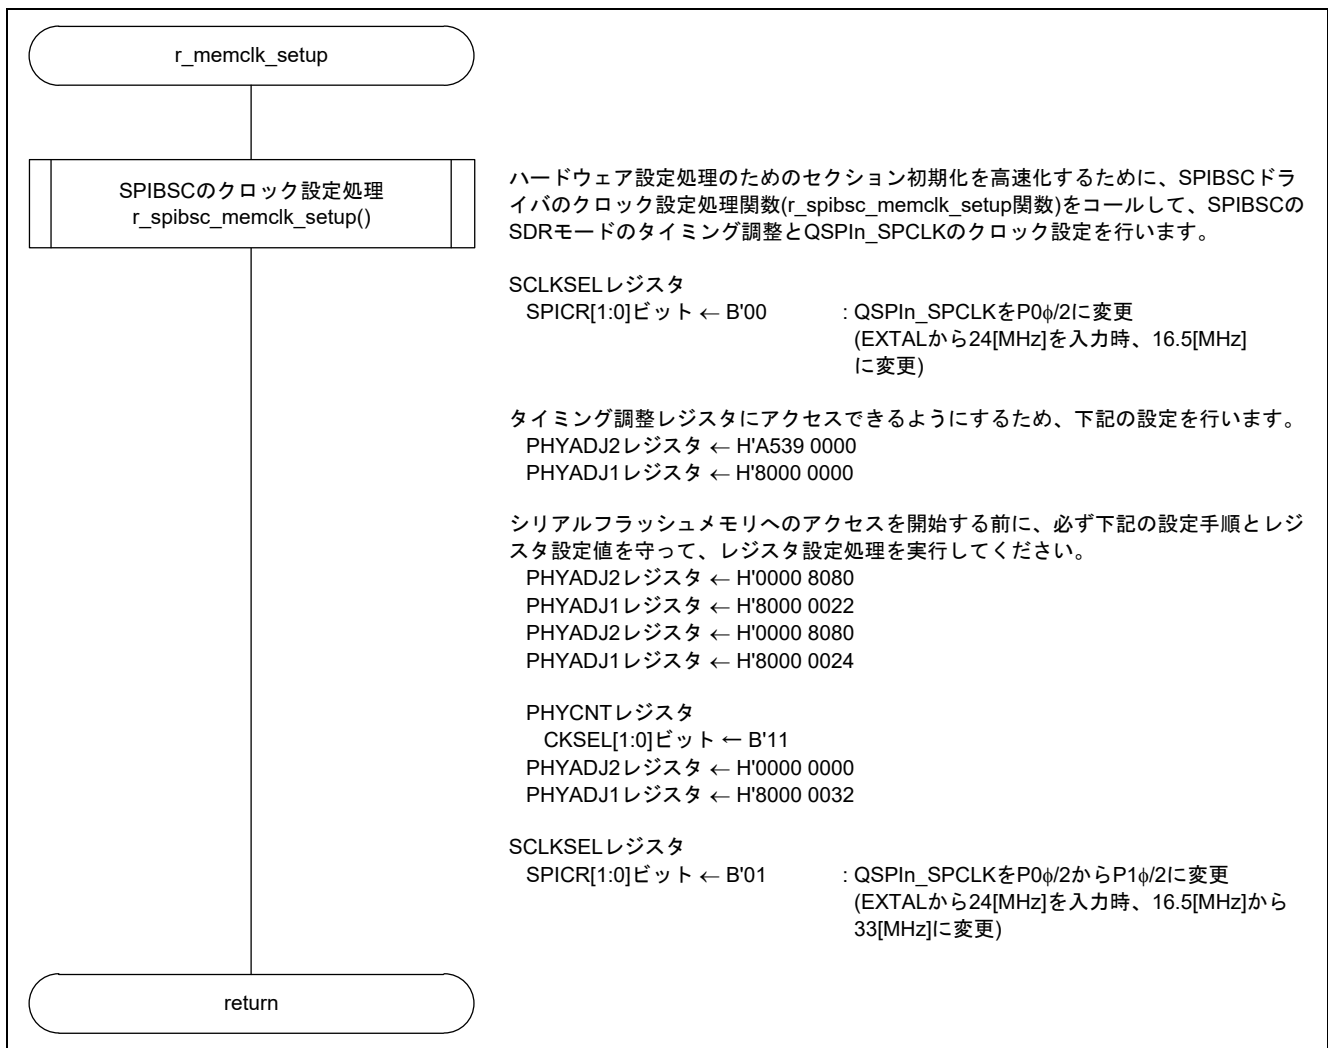 r_memclk_setup
SPIBSCのクロック設定処理
r_spibsc_memclk_setup()
ハードウェア設定処理のためのセクション初期化を高速化するために、SPIBSCドラ
イバのクロック設定処理関数(r_spibsc_memclk_setup関数)をコールして、SPIBSCの
SDRモードのタイミング調整とQSPIn_SPCLKのクロック設定を行います。
SCLKSELレジスタ
SPICR[1:0]ビット ← B'00 : QSPIn_SPCLKをP0φ/2に変更
(EXTALから24[MHz]を入力時、16.5[MHz]
に変更)
タイミング調整レジスタにアクセスできるようにするため、下記の設定を行います。
PHYADJ2レジスタ ← H'A539 0000
PHYADJ1レジスタ ← H'8000 0000
シリアルフラッシュメモリへのアクセスを開始する前に、必ず下記の設定手順とレジ
スタ設定値を守って、レジスタ設定処理を実行してください。
PHYADJ2レジスタ ← H'0000 8080
PHYADJ1レジスタ ← H'8000 0022
PHYADJ2レジスタ ← H'0000 8080
PHYADJ1レジスタ ← H'8000 0024
PHYCNTレジスタ
CKSEL[1:0]ビット ← B'11
PHYADJ2レジスタ ← H'0000 0000
PHYADJ1レジスタ ← H'8000 0032
SCLKSELレジスタ
SPICR[1:0]ビット ← B'01 : QSPIn_SPCLKをP0φ/2からP1φ/2に変更
(EXTALから24[MHz]を入力時、16.5[MHz]から
33[MHz]に変更)
return